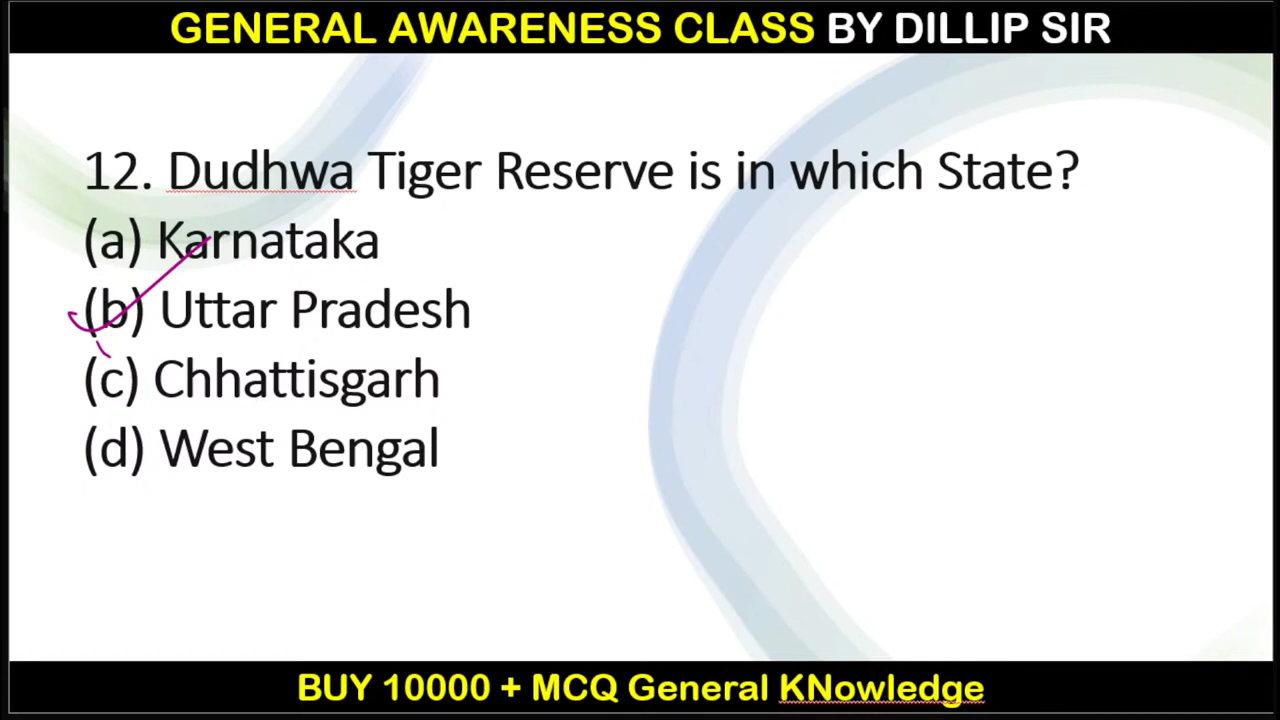 GENERAL AWARENESS CLASS BY DILLIP SIR
12. Dudhwa Tiger Reserve is in which State?
(a) Karnataka
(b) Uttar Pradesh
(c) Chhattisgarh
(d) West Bengal
BUY 10000 + MCQ General KNowledge